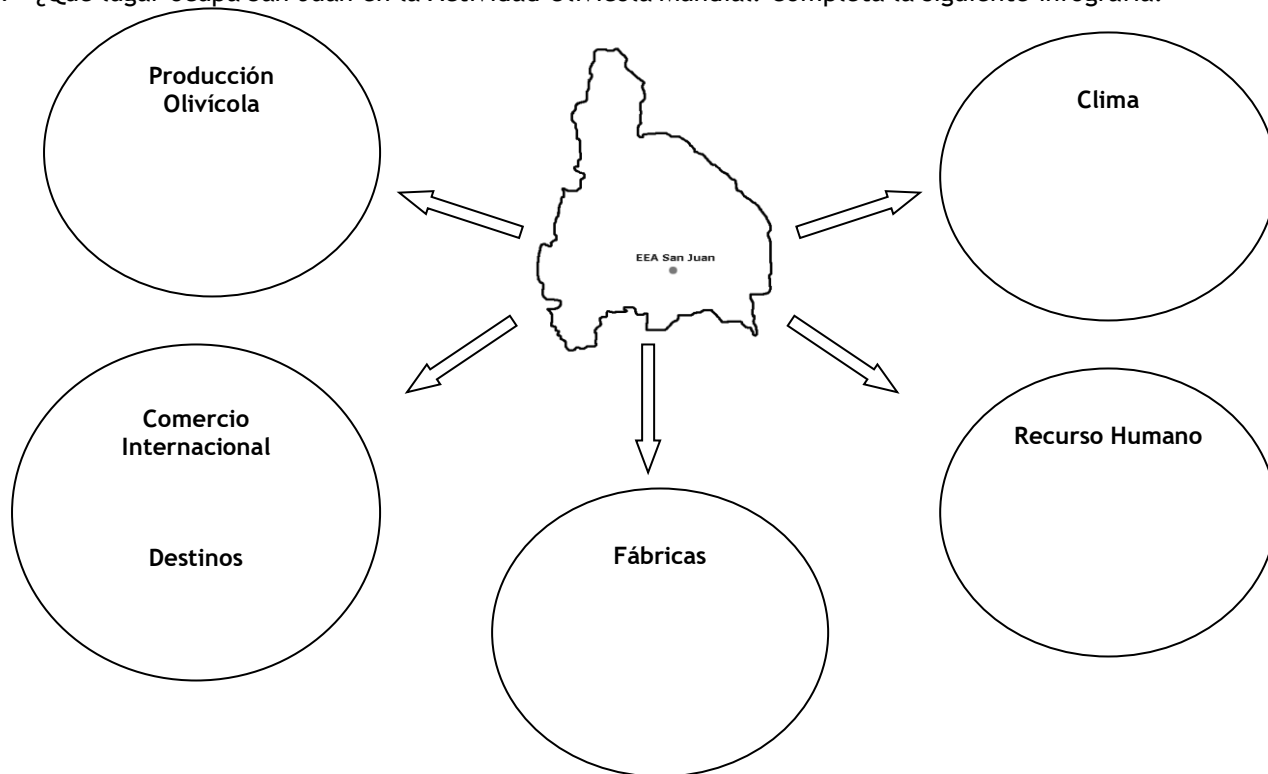 ¿Qué lugar ocupa San Juan en la Actividad Olivícola Mundial? Completa la siguiente infografía.
Producción
Olivícola
Clima
EEA San Juan
Comercio
Internacional
Destinos
Recurso Humano
Fábricas